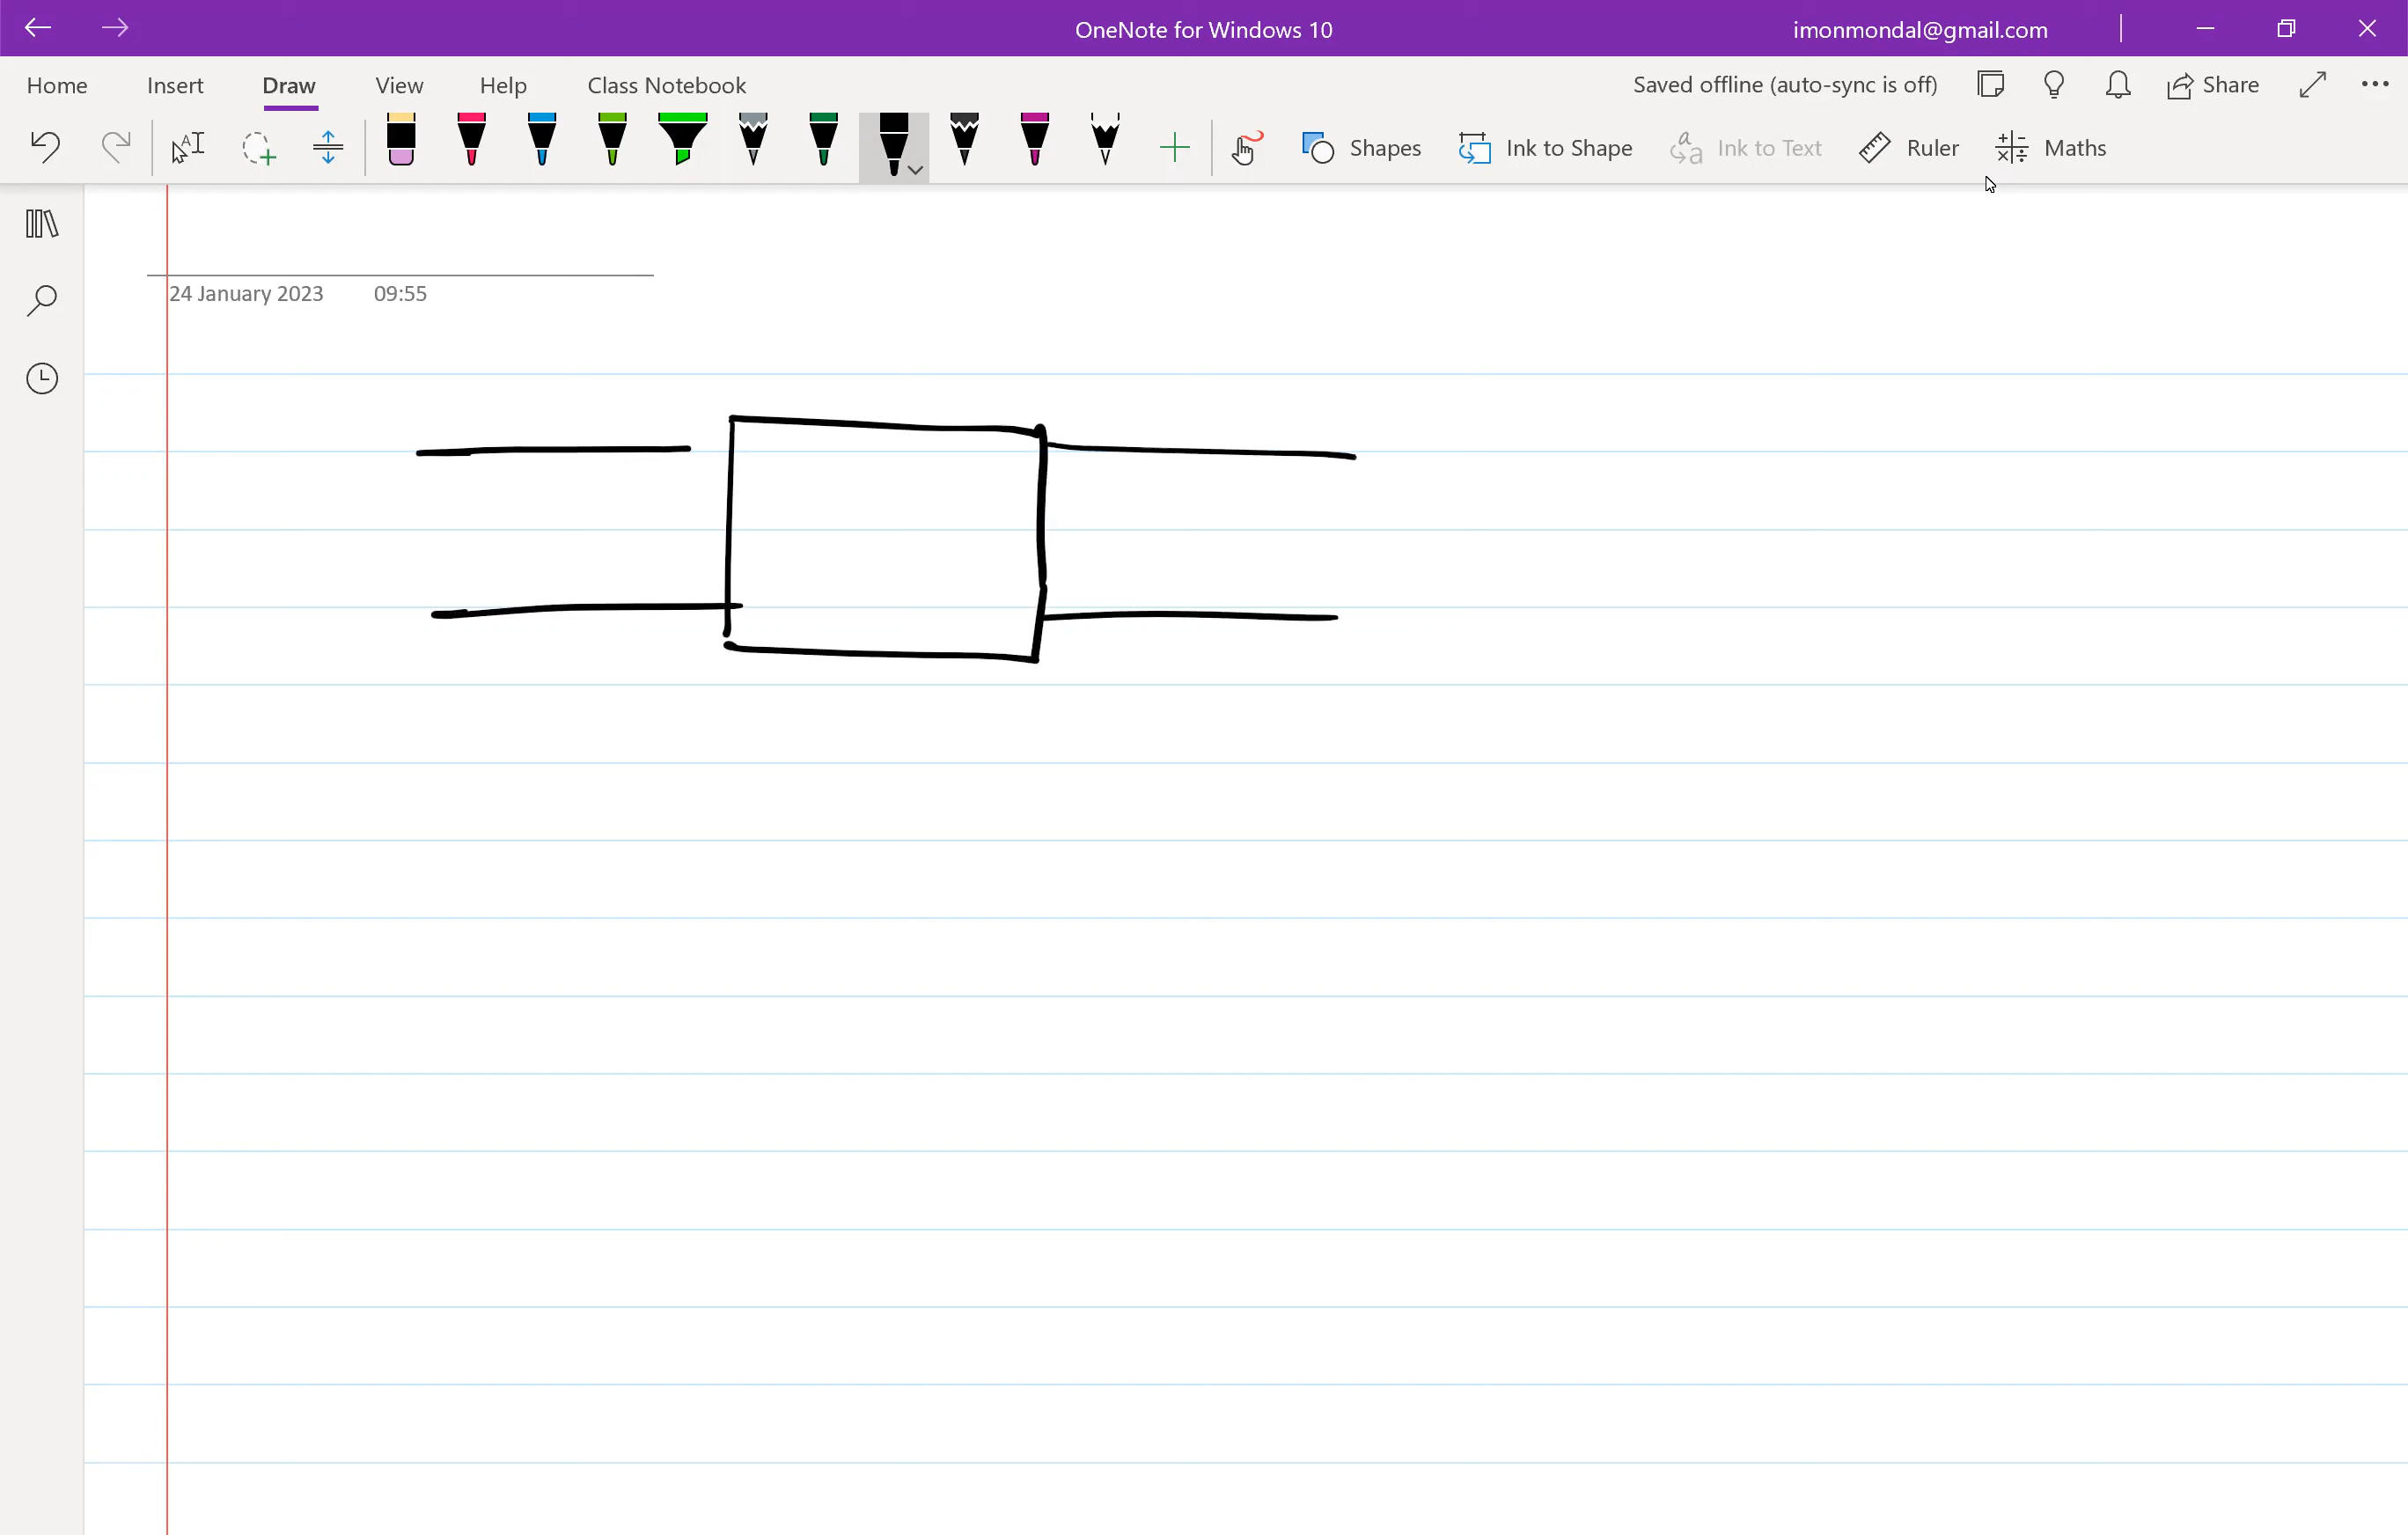 OneNote for Windows 10
imonmondal@gmail.com
Home Insert Draw View Help Class Notebook
Saved offline (auto-sync is off) Share
Shapes Ink to Shape Ink to Text Ruler Maths
24 January 2023 09:55